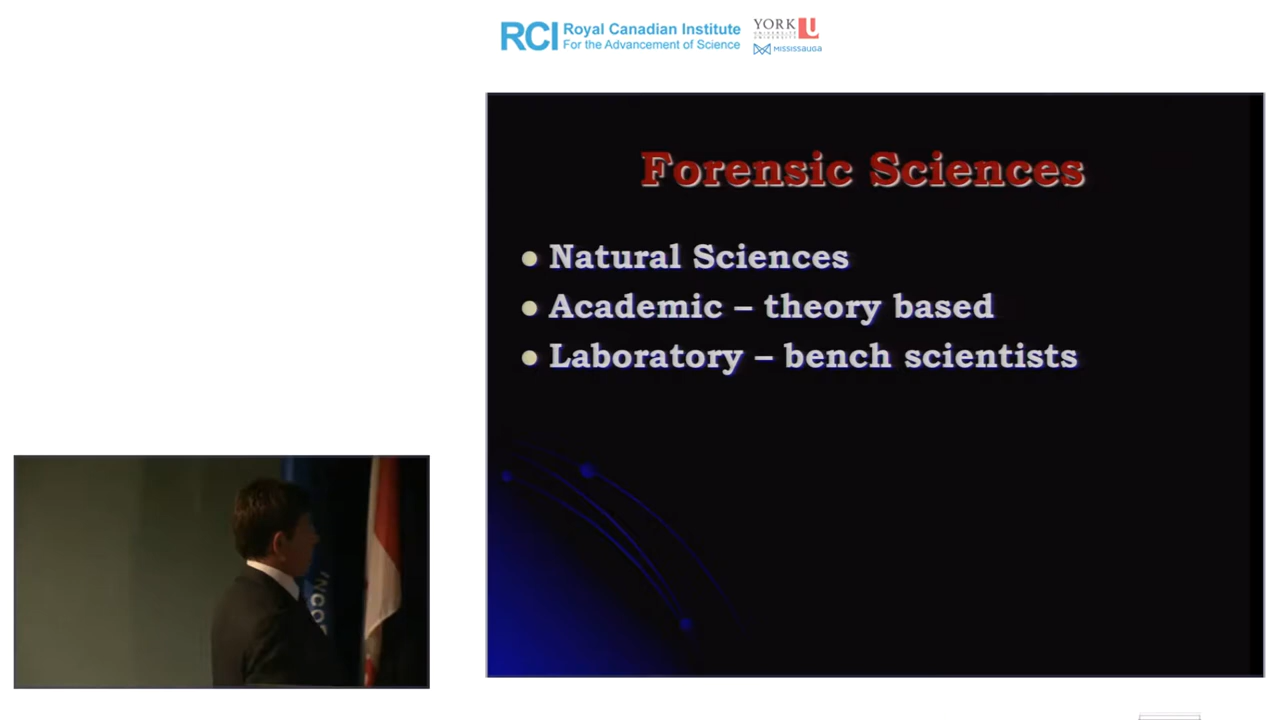 RCI Royal Canadian Institute
For the Advancement of Science
YORK U
MISSISSAUGA
Forensic Sciences
• Natural Sciences
• Academic – theory based
• Laboratory – bench scientists